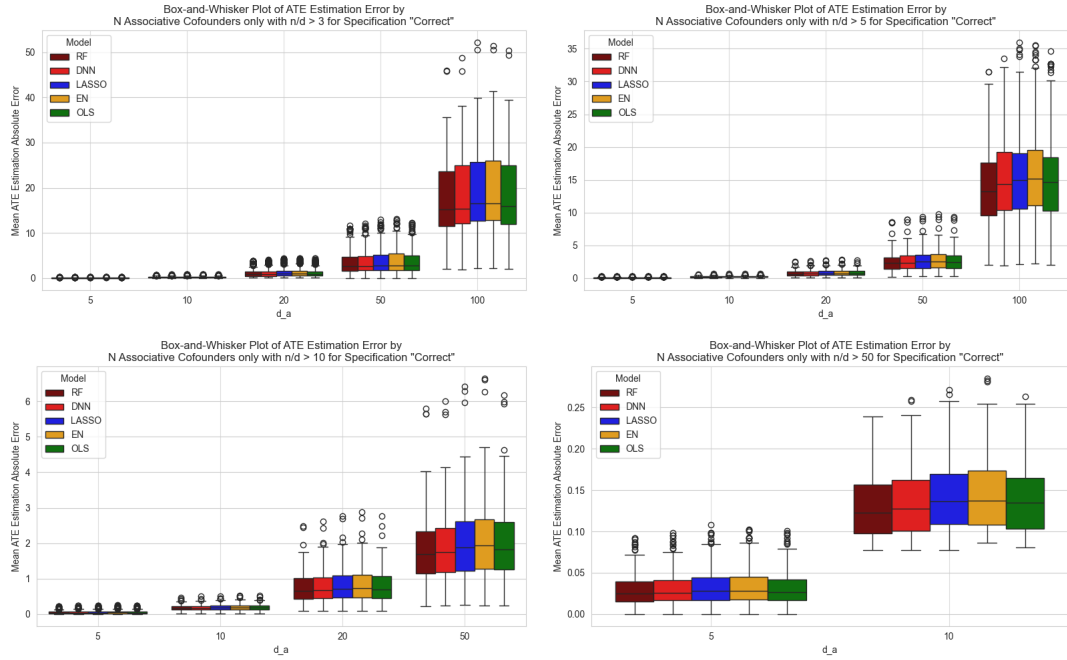 Box-and-Whisker Plot of ATE Estimation Error by
N Associative Cofounders only with n/d > 3 for Specification "Correct"
Mean ATE Estimation Absolute Error
50
40
30
20
10
0
Model
RF
DNN
LASSO
EN
OLS
5 10 20 50 100
d_a
Box-and-Whisker Plot of ATE Estimation Error by
N Associative Cofounders only with n/d > 5 for Specification "Correct"
Mean ATE Estimation Absolute Error
35
30
25
20
15
10
5
0
Model
RF
DNN
LASSO
EN
OLS
5 10 20 50 100
d_a
Box-and-Whisker Plot of ATE Estimation Error by
N Associative Cofounders only with n/d > 10 for Specification "Correct"
Mean ATE Estimation Absolute Error
6
5
4
3
2
1
0
Model
RF
DNN
LASSO
EN
OLS
5 10 20 50
d_a
Box-and-Whisker Plot of ATE Estimation Error by
N Associative Cofounders only with n/d > 50 for Specification "Correct"
Mean ATE Estimation Absolute Error
0.25
0.20
0.15
0.10
0.05
0.00
Model
RF
DNN
LASSO
EN
OLS
5 10
d_a